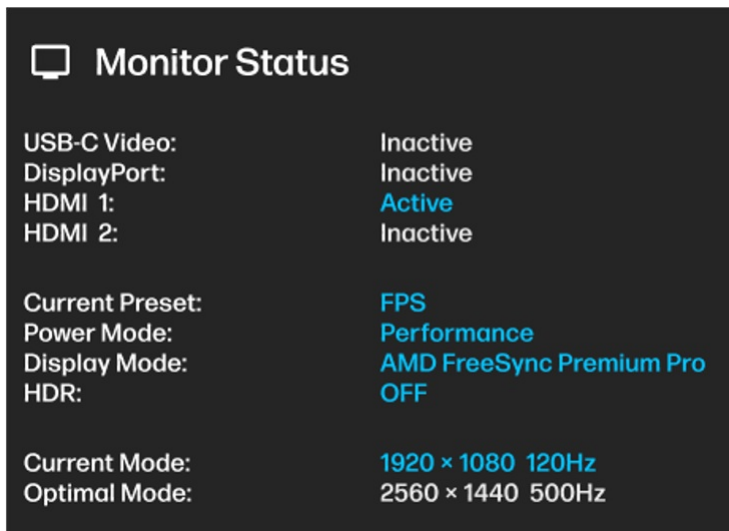 Monitor Status
USB-C Video: Inactive
DisplayPort: Inactive
HDMI 1: Active
HDMI 2: Inactive
Current Preset: FPS
Power Mode: Performance
Display Mode: AMD FreeSync Premium Pro
HDR: OFF
Current Mode: 1920 × 1080 120Hz
Optimal Mode: 2560 × 1440 500Hz